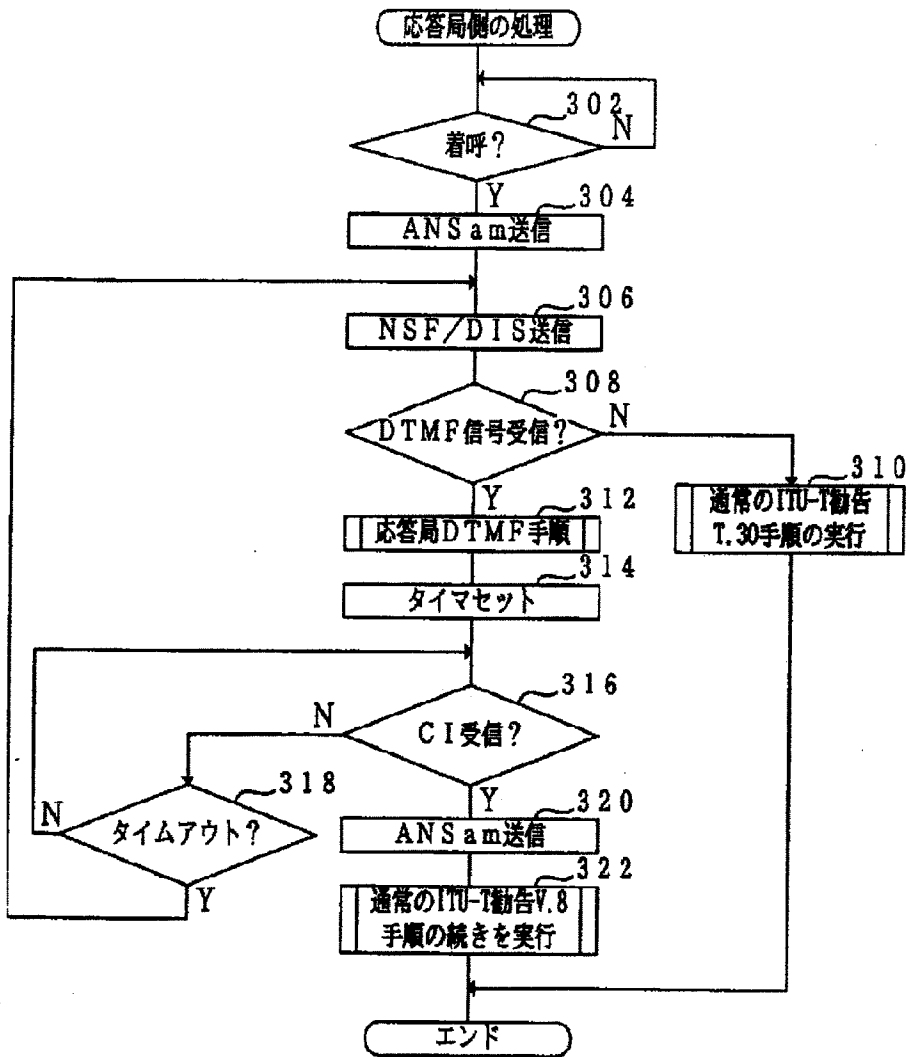 応答局側の処理
302
着呼?
N
Y
304
ANSam送信
306
NSF/DIS送信
308
DTMF信号受信?
N
Y
310
通常のITU-T勧告
T.30手順の実行
312
応答局DTMF手順
314
タイマセット
316
CI受信?
N
Y
318
タイムアウト?
N
Y
320
ANSam送信
322
通常のITU-T勧告V.8
手順の続きを実行
エンド